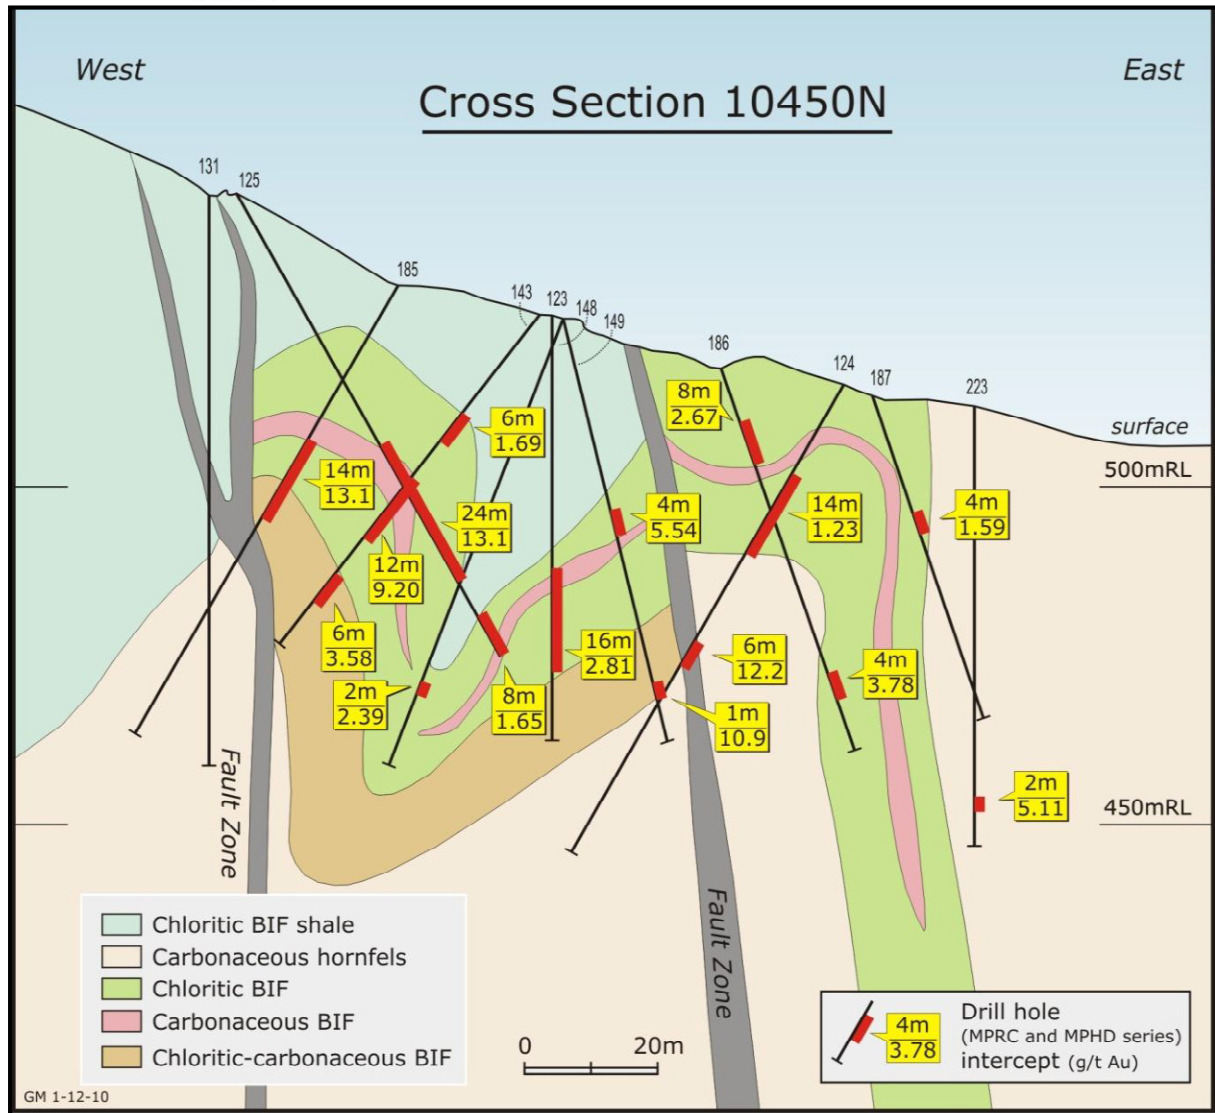 West
East
Cross Section 10450N
131
125
185
143
123
148
149
186
124
187
223
surface
500mRL
450mRL
8m
2.67
6m
1.69
14m
13.1
24m
13.1
4m
5.54
14m
1.23
4m
1.59
12m
9.20
6m
3.58
16m
2.81
6m
12.2
4m
3.78
2m
2.39
8m
1.65
1m
10.9
2m
5.11
Fault Zone
Fault Zone
Chloritic BIF shale
Carbonaceous hornfels
Chloritic BIF
Carbonaceous BIF
Chloritic-carbonaceous BIF
0 20m
4m
3.78
Drill hole
(MPRC and MPHD series)
intercept (g/t Au)
GM 1-12-10